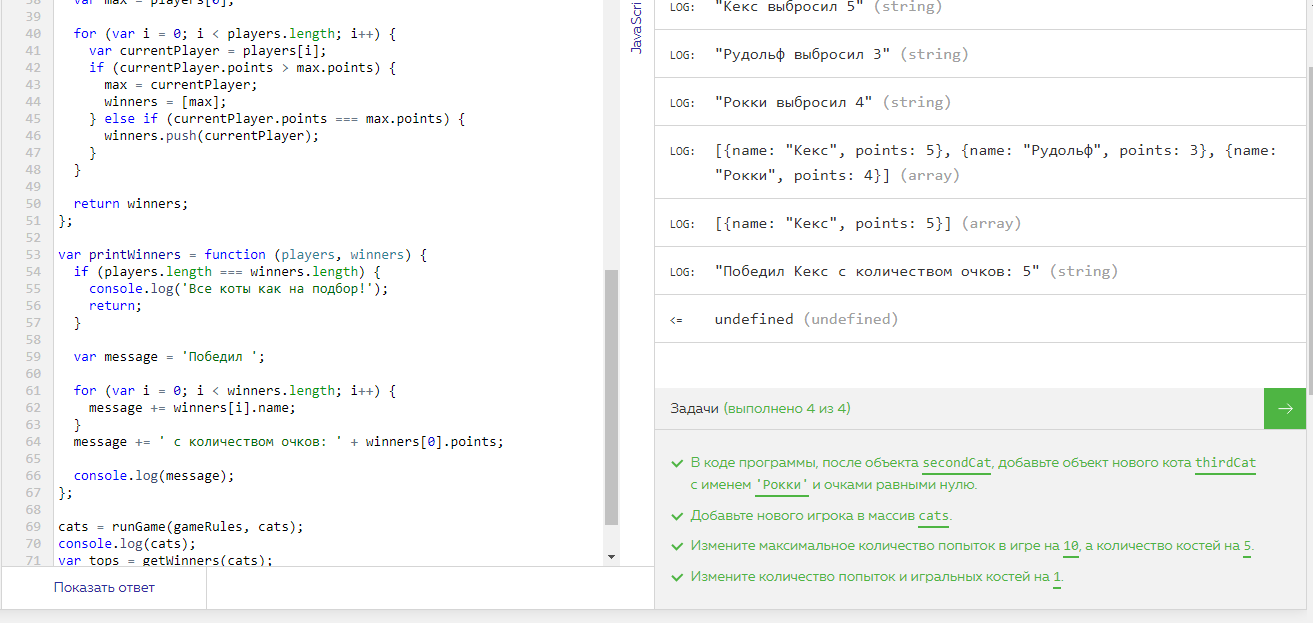 38 var max = players[0];
39
40 for (var i = 0; i < players.length; i++) {
41 var currentPlayer = players[i];
42 if (currentPlayer.points > max.points) {
43 max = currentPlayer;
44 winners = [max];
45 } else if (currentPlayer.points === max.points) {
46 winners.push(currentPlayer);
47 }
48 }
49
50 return winners;
51 };
52
53 var printWinners = function (players, winners) {
54 if (players.length === winners.length) {
55 console.log('Все коты как на подбор!');
56 return;
57 }
58
59 var message = 'Победил ';
60
61 for (var i = 0; i < winners.length; i++) {
62 message += winners[i].name;
63 }
64 message += ' с количеством очков: ' + winners[0].points;
65
66 console.log(message);
67 };
68
69 cats = runGame(gameRules, cats);
70 console.log(cats);
71 var tops = getWinners(cats);
Показать ответ
JavaScri
LOG: "Кекс выбросил 5" (string)
LOG: "Рудольф выбросил 3" (string)
LOG: "Рокки выбросил 4" (string)
LOG: [{name: "Кекс", points: 5}, {name: "Рудольф", points: 3}, {name:
"Рокки", points: 4}] (array)
LOG: [{name: "Кекс", points: 5}] (array)
LOG: "Победил Кекс с количеством очков: 5" (string)
<= undefined (undefined)
Задачи (выполнено 4 из 4)
В коде программы, после объекта secondCat, добавьте объект нового кота thirdCat
с именем 'Рокки' и очками равными нулю.
Добавьте нового игрока в массив cats.
Измените максимальное количество попыток в игре на 10, а количество костей на 5.
Измените количество попыток и игральных костей на 1.